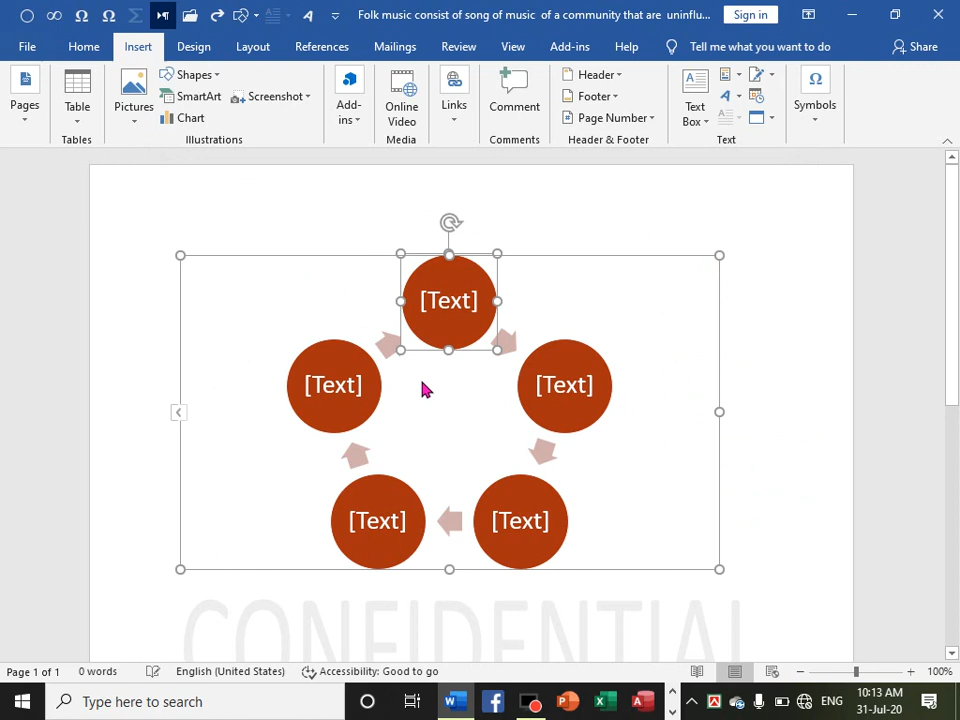 Folk music consist of song of music of a community that are uninflu...
Sign in
File
Home
Insert
Design
Layout
References
Mailings
Review
View
Add-ins
Help
Tell me what you want to do
Share
Pages
Table
Pictures
Shapes
SmartArt
Chart
Screenshot
Add-
ins
Online
Video
Links
Comment
Header
Footer
Page Number
Text
Box
Symbols
Tables
Illustrations
Media
Comments
Header & Footer
Text
[Text]
[Text]
[Text]
[Text]
[Text]
CONFIDENTIAL
Page 1 of 1
0 words
English (United States)
Accessibility: Good to go
100%
Type here to search
ENG
10:13 AM
31-Jul-20